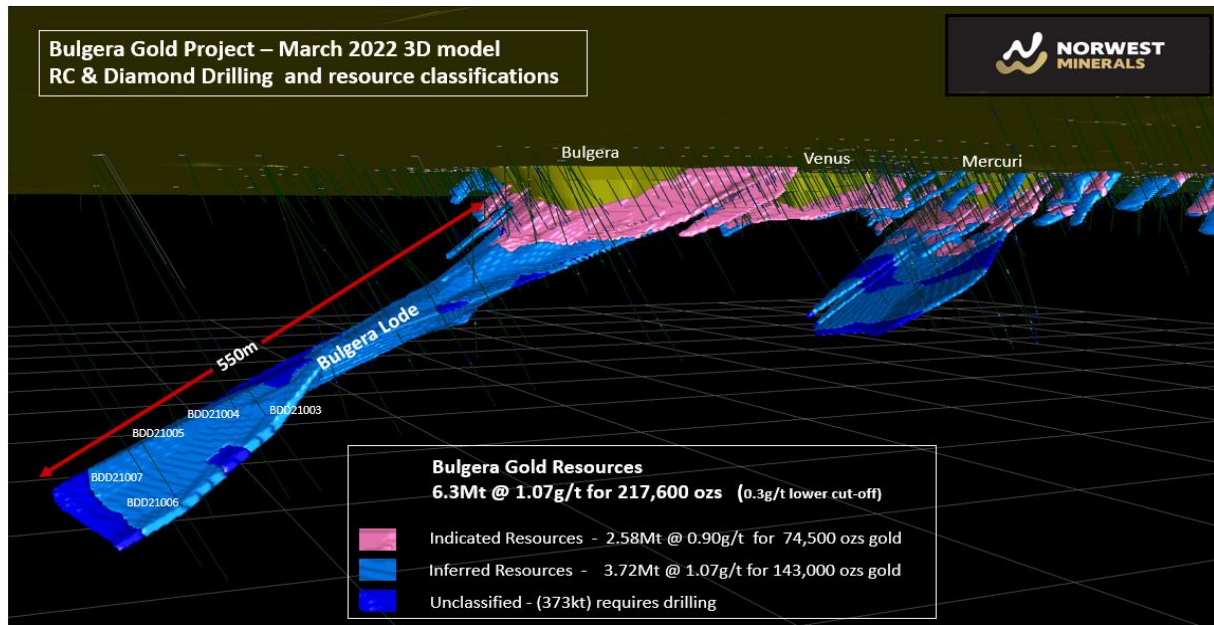 Bulgera Gold Project – March 2022 3D model
RC & Diamond Drilling and resource classifications
NORWEST
MINERALS
Bulgera
Venus
Mercuri
550m
Bulgera Lode
BDD21004
BDD21003
BDD21005
BDD21007
BDD21006
Bulgera Gold Resources
6.3Mt @ 1.07g/t for 217,600 ozs (0.3g/t lower cut-off)
Indicated Resources - 2.58Mt @ 0.90g/t for 74,500 ozs gold
Inferred Resources - 3.72Mt @ 1.07g/t for 143,000 ozs gold
Unclassified - (373kt) requires drilling